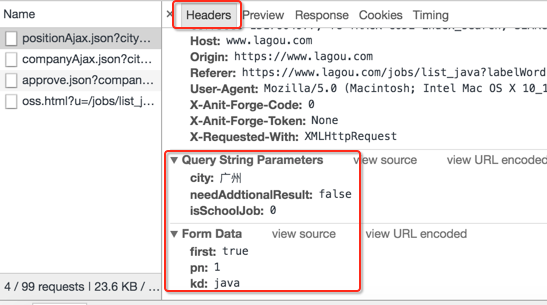 Name
positionAjax.json?city...
companyAjax.json?cit...
approve.json?compan...
oss.html?u=/jobs/list_j...
4 / 99 requests | 23.6 KB / ...
× Headers Preview Response Cookies Timing
Host: www.lagou.com
Origin: https://www.lagou.com
Referer: https://www.lagou.com/jobs/list_java?labelWord
User-Agent: Mozilla/5.0 (Macintosh; Intel Mac OS X 10_1
X-Anit-Forge-Code: 0
X-Anit-Forge-Token: None
X-Requested-With: XMLHttpRequest
▼ Query String Parameters view source view URL encoded
city: 广州
needAddtionalResult: false
isSchoolJob: 0
▼ Form Data view source view URL encoded
first: true
pn: 1
kd: java